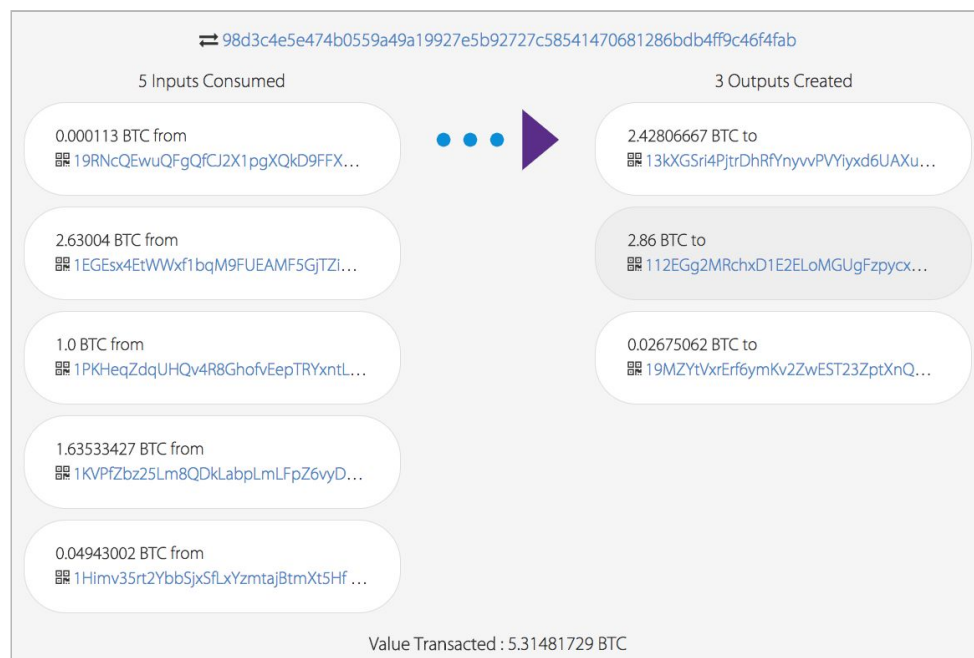 98d3c4e5e474b0559a49a19927e5b92727c58541470681286bdb4ff9c46f4fab
5 Inputs Consumed
0.000113 BTC from
19RNcQEwuQFgQfCJ2X1pgXQkD9FFX...
2.63004 BTC from
1EGEsx4EtWWxf1bqM9FUEAMF5GjTZi...
1.0 BTC from
1PKHeqZdqUHQv4R8GhofvEepTRYxntL...
1.63533427 BTC from
1KVPfZbz25Lm8QDkLabpLmLFpZ6vyD...
0.04943002 BTC from
1Himv35rt2YbbSjxSfLxYzmtajBtmXt5Hf ...
3 Outputs Created
2.42806667 BTC to
13kXGSri4PjtrDhRfYnyvvPVYiyxd6UAXu...
2.86 BTC to
112EGg2MRchxD1E2ELoMGUgFzpycx...
0.02675062 BTC to
19MZYtVxrErf6ymKv2ZwEST23ZptXnQ...
Value Transacted : 5.31481729 BTC